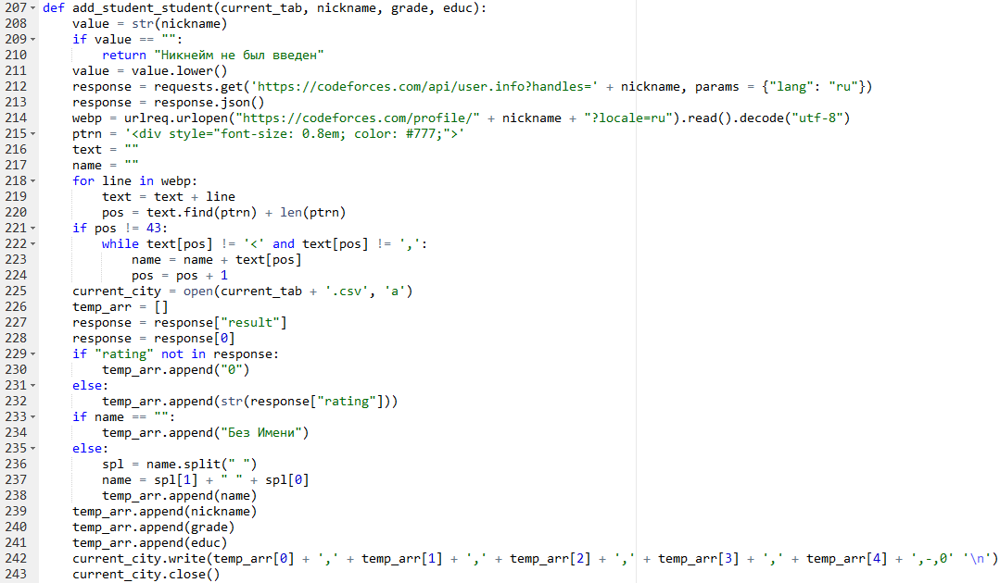 207 def add_student_student(current_tab, nickname, grade, educ):
208     value = str(nickname)
209     if value == "":
210         return "Никнейм не был введен"
211     value = value.lower()
212     response = requests.get('https://codeforces.com/api/user.info?handles=' + nickname, params = {"lang": "ru"})
213     response = response.json()
214     webp = urlreq.urlopen("https://codeforces.com/profile/" + nickname + "?locale=ru").read().decode("utf-8")
215     ptrn = '<div style="font-size: 0.8em; color: #777;">'
216     text = ""
217     name = ""
218     for line in webp:
219         text = text + line
220         pos = text.find(ptrn) + len(ptrn)
221     if pos != 43:
222         while text[pos] != '<' and text[pos] != ',':
223             name = name + text[pos]
224             pos = pos + 1
225     current_city = open(current_tab + '.csv', 'a')
226     temp_arr = []
227     response = response["result"]
228     response = response[0]
229     if "rating" not in response:
230         temp_arr.append("0")
231     else:
232         temp_arr.append(str(response["rating"]))
233     if name == "":
234         temp_arr.append("Без Имени")
235     else:
236         spl = name.split(" ")
237         name = spl[1] + " " + spl[0]
238         temp_arr.append(name)
239     temp_arr.append(nickname)
240     temp_arr.append(grade)
241     temp_arr.append(educ)
242     current_city.write(temp_arr[0] + ',' + temp_arr[1] + ',' + temp_arr[2] + ',' + temp_arr[3] + ',' + temp_arr[4] + ',-,0' '\n')
243     current_city.close()